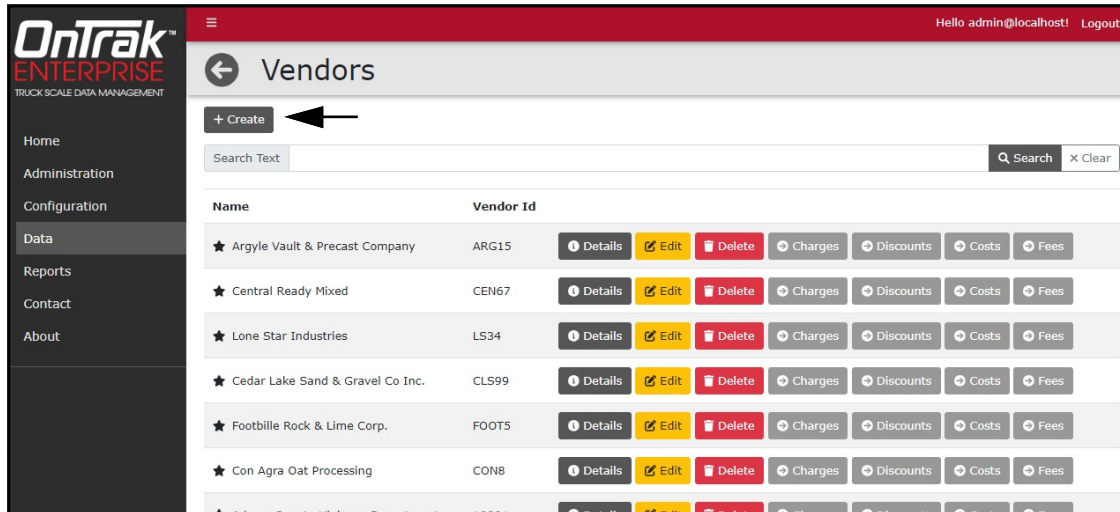 OnTrak™
ENTERPRISE
TRUCK SCALE DATA MANAGEMENT
Hello admin@localhost! Logout
Vendors
+ Create
Search Text Search × Clear
Home
Administration
Configuration
Data
Reports
Contact
About
Name Vendor Id
Argyle Vault & Precast Company ARG15 Details Edit Delete Charges Discounts Costs Fees
Central Ready Mixed CEN67 Details Edit Delete Charges Discounts Costs Fees
Lone Star Industries LS34 Details Edit Delete Charges Discounts Costs Fees
Cedar Lake Sand & Gravel Co Inc. CLS99 Details Edit Delete Charges Discounts Costs Fees
Footbille Rock & Lime Corp. FOOT5 Details Edit Delete Charges Discounts Costs Fees
Con Agra Oat Processing CON8 Details Edit Delete Charges Discounts Costs Fees